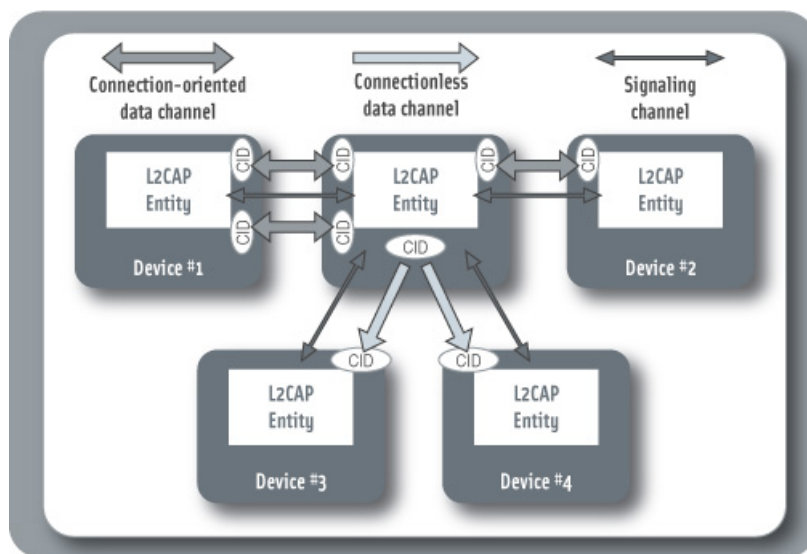 Connection-oriented
data channel
Connectionless
data channel
Signaling
channel
CID
CID
CID
CID
L2CAP
Entity
L2CAP
Entity
L2CAP
Entity
CID
CID
CID
Device #1
Device #2
CID
CID
L2CAP
Entity
L2CAP
Entity
Device #3
Device #4